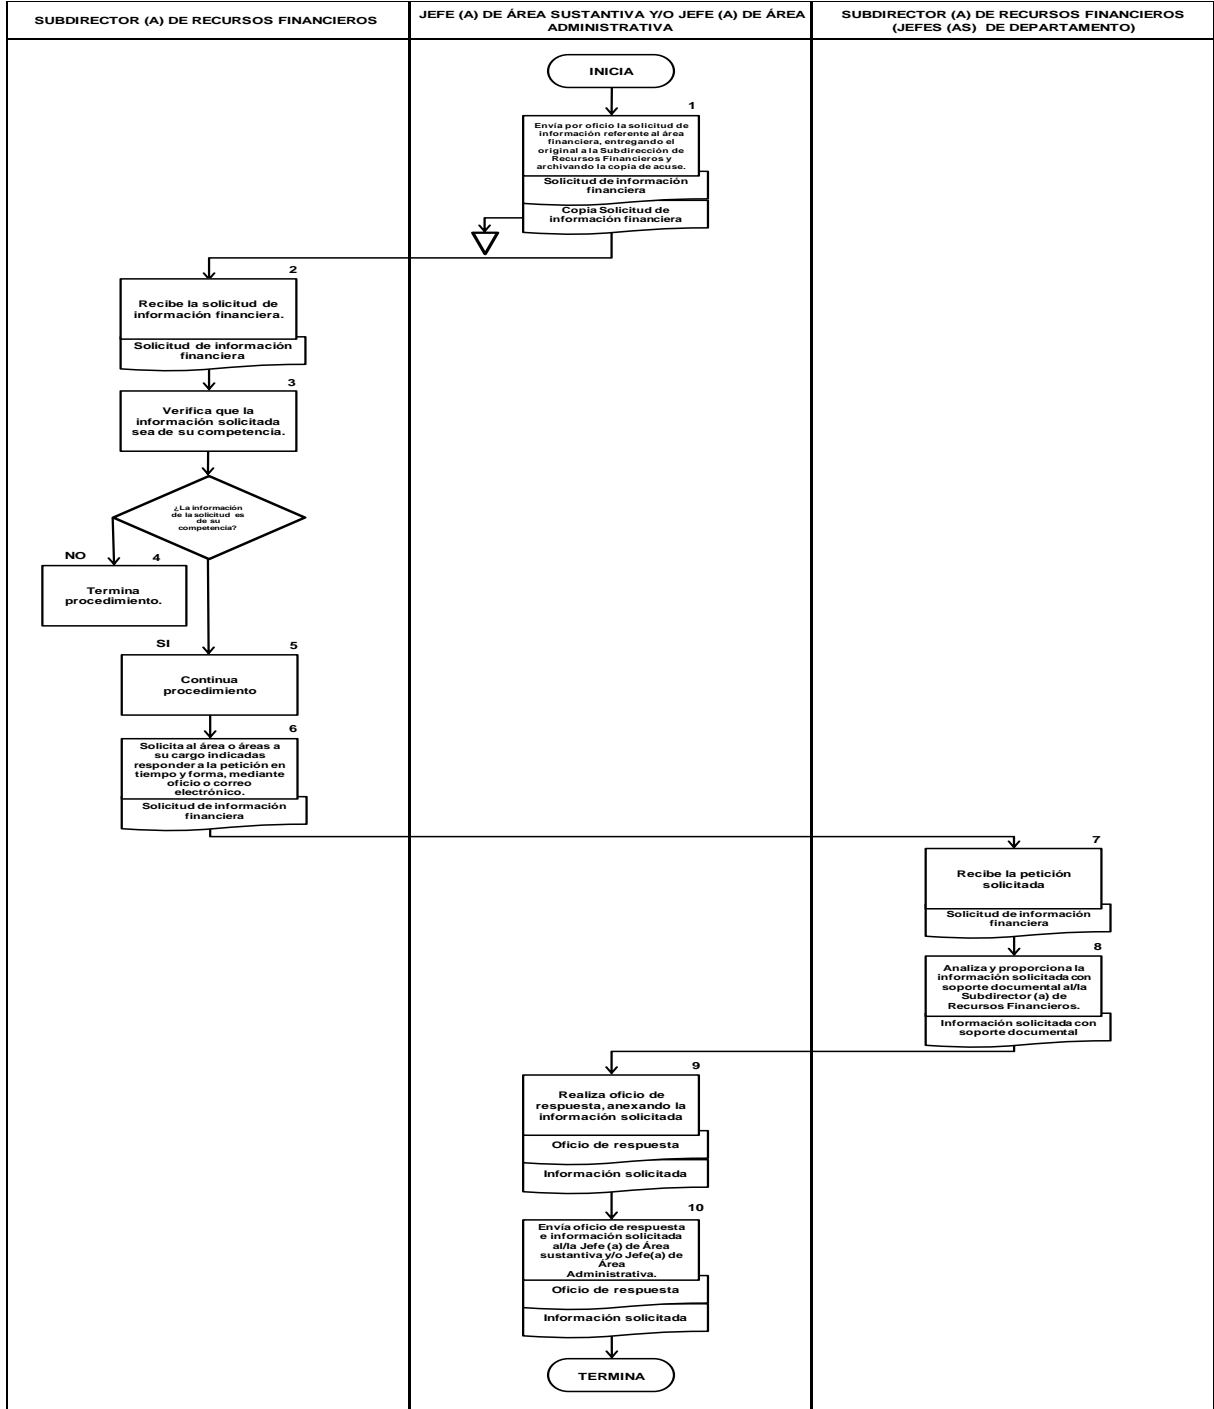 SUBDIRECTOR (A) DE RECURSOS FINANCIEROS
JEFE (A) DE ÁREA SUSTANTIVA Y/O JEFE (A) DE ÁREA
ADMINISTRATIVA
SUBDIRECTOR (A) DE RECURSOS FINANCIEROS
(JEFES (AS) DE DEPARTAMENTO)
INICIA
1
Envía por oficio la solicitud de
información referente al área
financiera, entregando el
original a la Subdirección de
Recursos Financieros y
archivando la copia de acuse.
Solicitud de información
financiera
Copia Solicitud de
información financiera
2
Recibe la solicitud de
información financiera.
Solicitud de información
financiera
3
Verifica que la
información solicitada
sea de su competencia.
¿La información
de la solicitud es
de su
competencia?
NO
4
Termina
procedimiento.
SI
5
Continua
procedimiento
6
Solicita al área o áreas a
su cargo indicadas
responder a la petición en
tiempo y forma, mediante
oficio o correo
electrónico.
Solicitud de información
financiera
7
Recibe la petición
solicitada
Solicitud de información
financiera
8
Analiza y proporciona la
información solicitada con
soporte documental al/la
Subdirector (a) de
Recursos Financieros.
Información solicitada con
soporte documental
9
Realiza oficio de
respuesta, anexando la
información solicitada
Oficio de respuesta
Información solicitada
10
Envía oficio de respuesta
e información solicitada
al/la Jefe (a) de Área
sustantiva y/o Jefe(a) de
Área
Administrativa.
Oficio de respuesta
Información solicitada
TERMINA